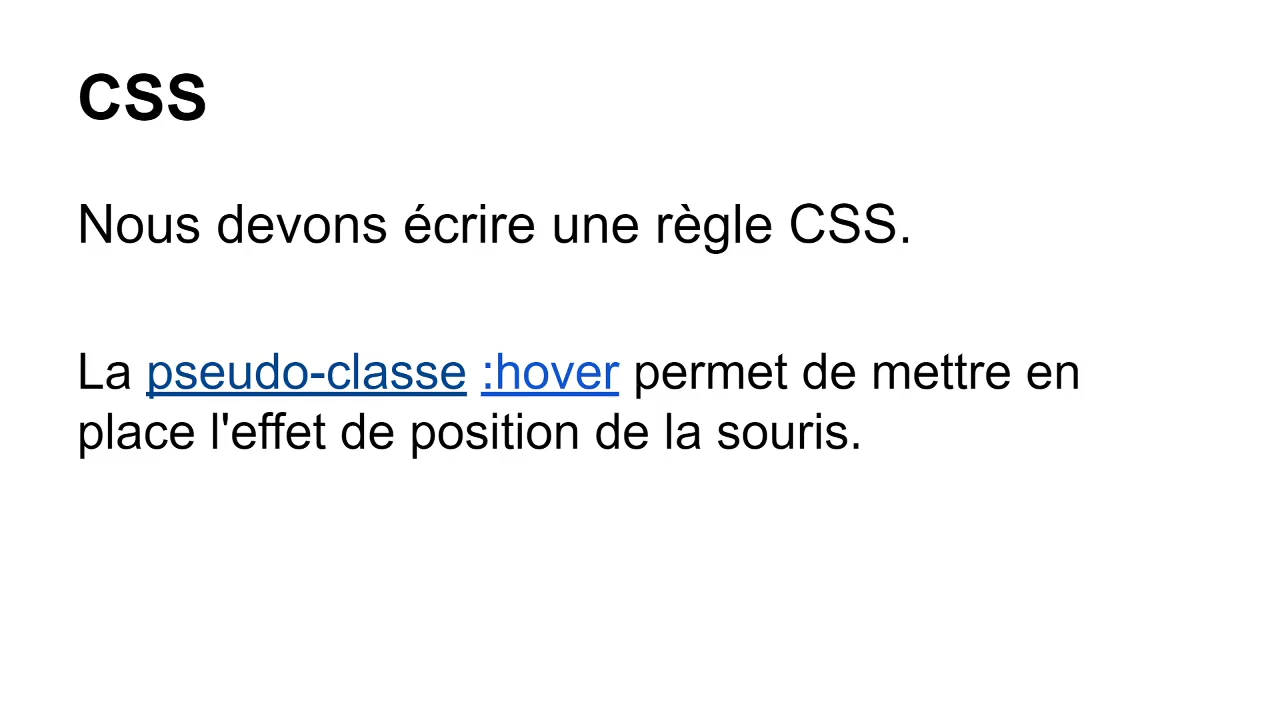 CSS
Nous devons écrire une règle CSS.
La pseudo-classe :hover permet de mettre en
place l'effet de position de la souris.